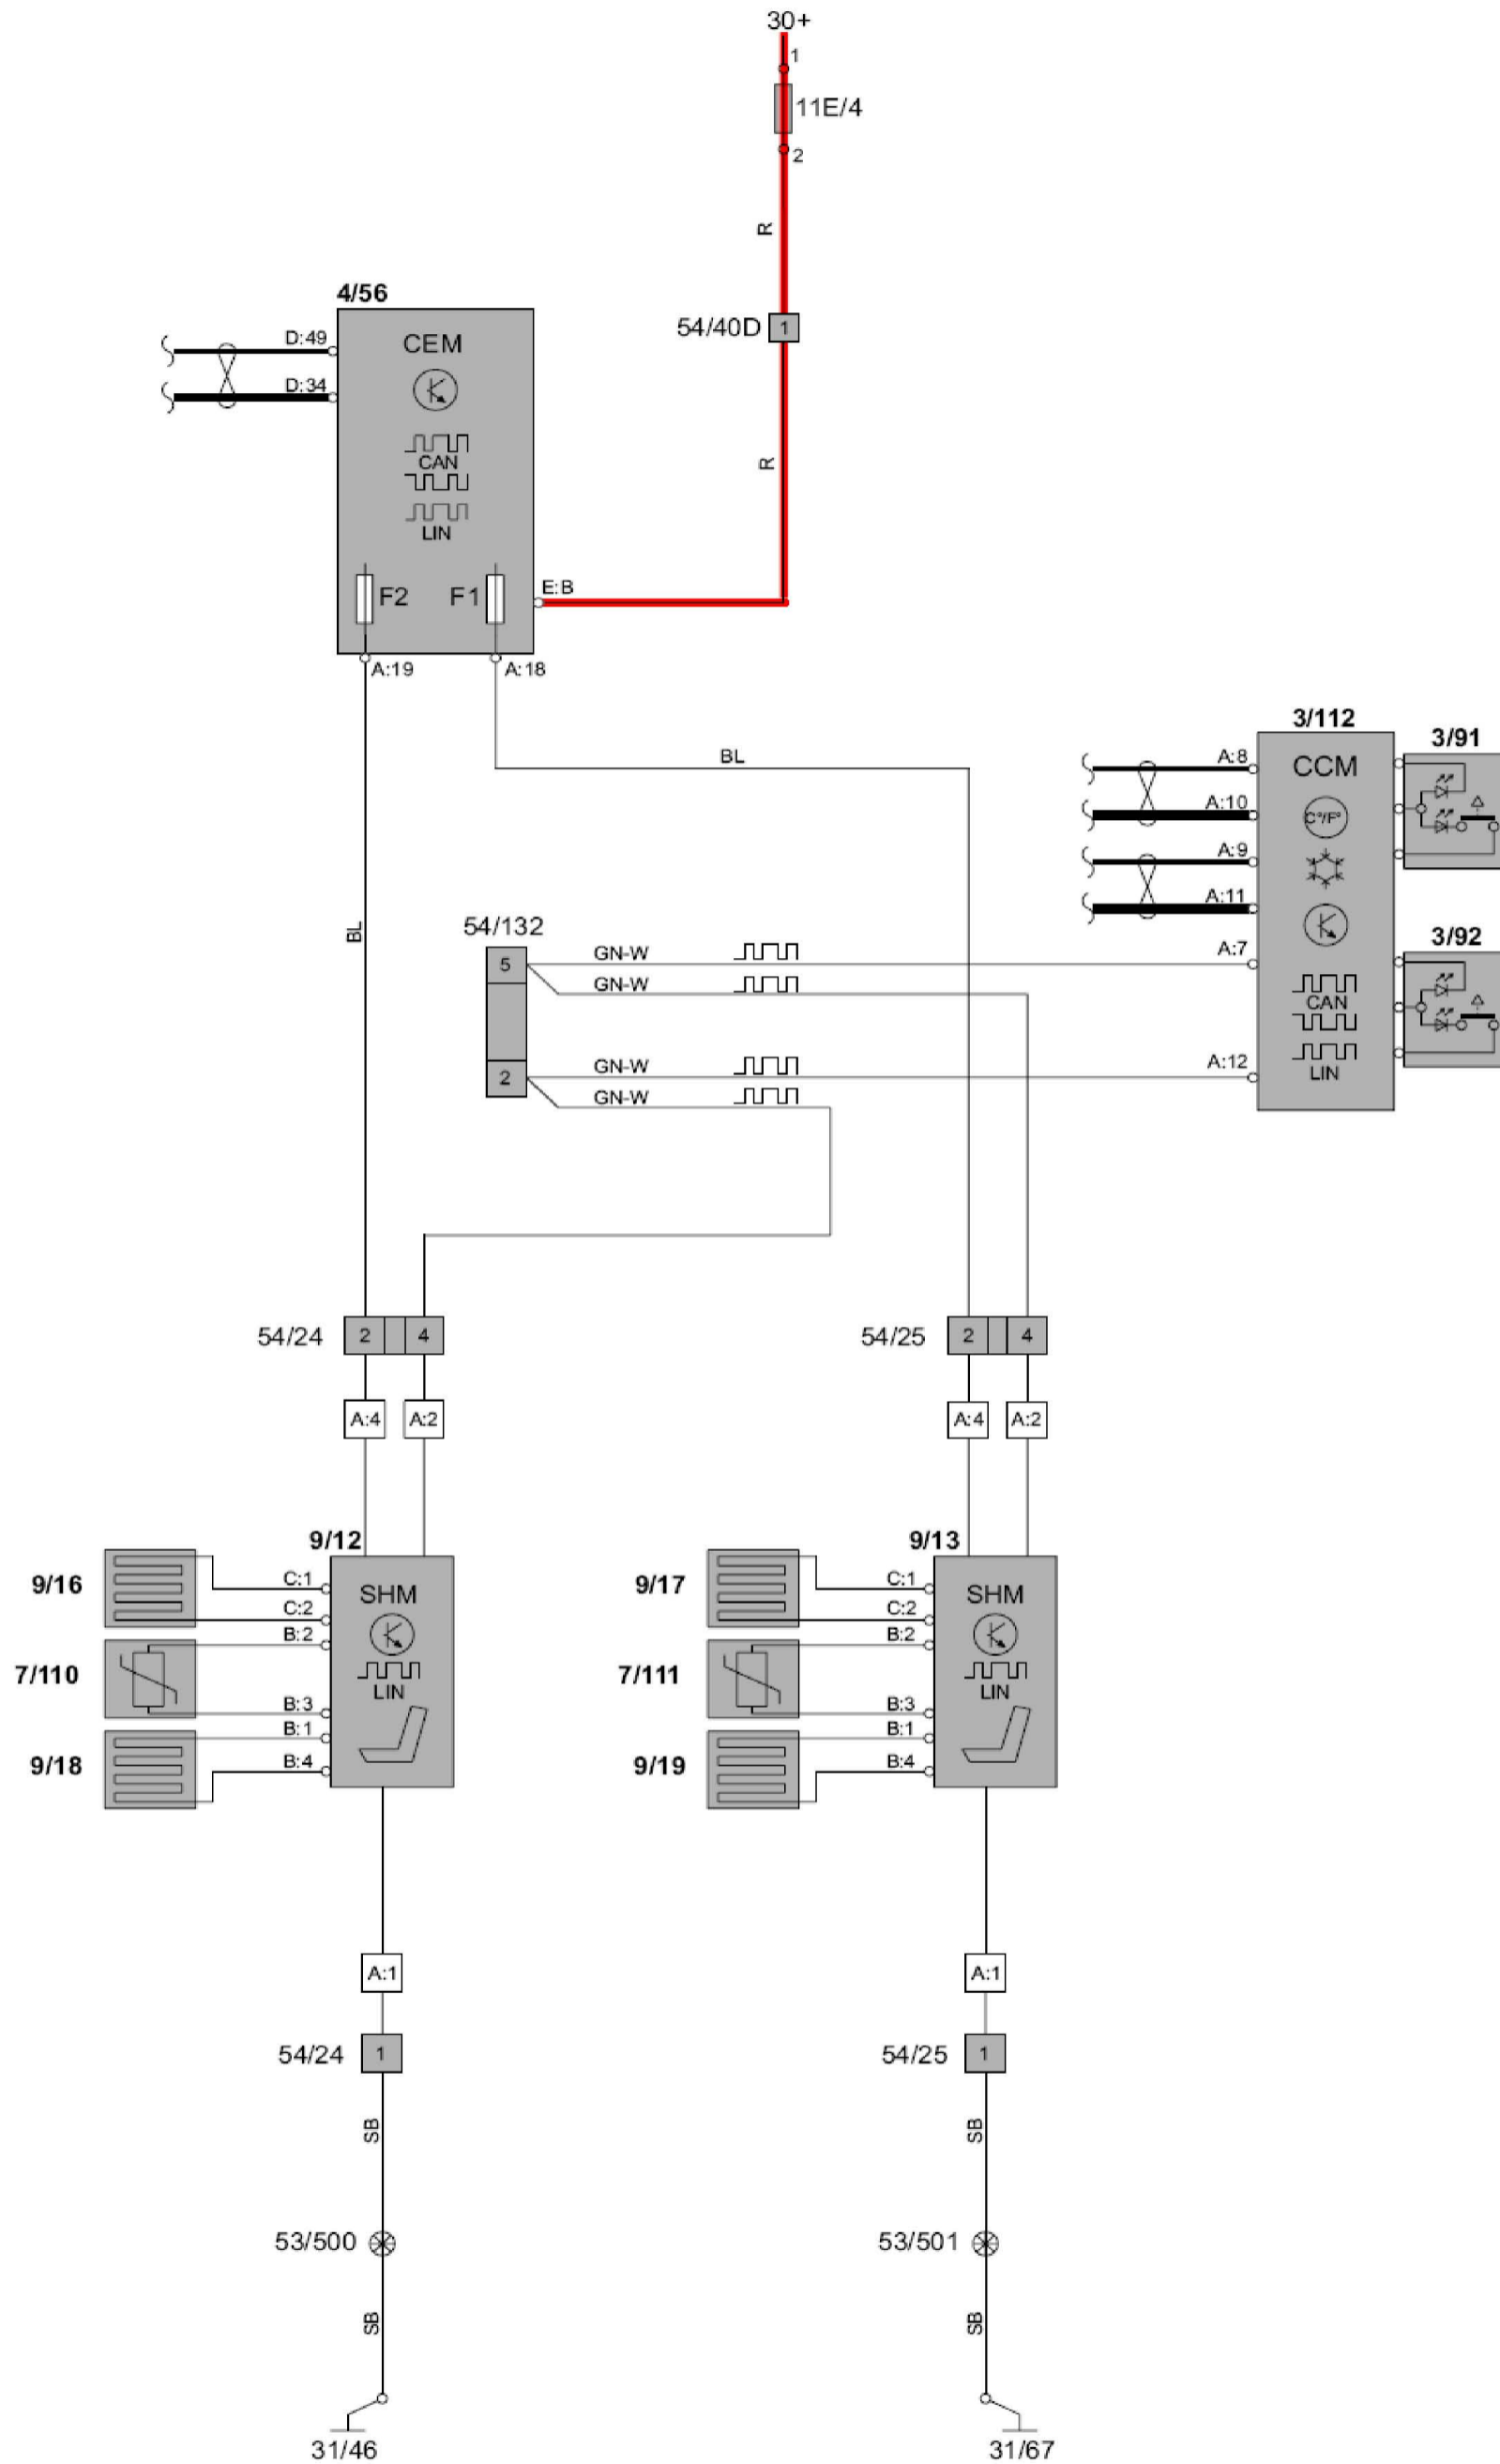 30+
1
11E/4
2
R
54/40D
1
R
4/56
D:49
D:34
CEM
CAN
LIN
F2
F1
E:B
A:19
A:18
BL
BL
3/112
CCM
C°/F°
CAN
LIN
A:8
A:10
A:9
A:11
A:7
A:12
3/91
3/92
54/132
5
2
GN-W
GN-W
GN-W
GN-W
54/24
2
4
A:4
A:2
54/25
2
4
A:4
A:2
9/12
SHM
LIN
9/16
7/110
9/18
C:1
C:2
B:2
B:3
B:1
B:4
9/13
SHM
LIN
9/17
7/111
9/19
C:1
C:2
B:2
B:3
B:1
B:4
A:1
54/24
1
SB
53/500
SB
31/46
A:1
54/25
1
SB
53/501
SB
31/67